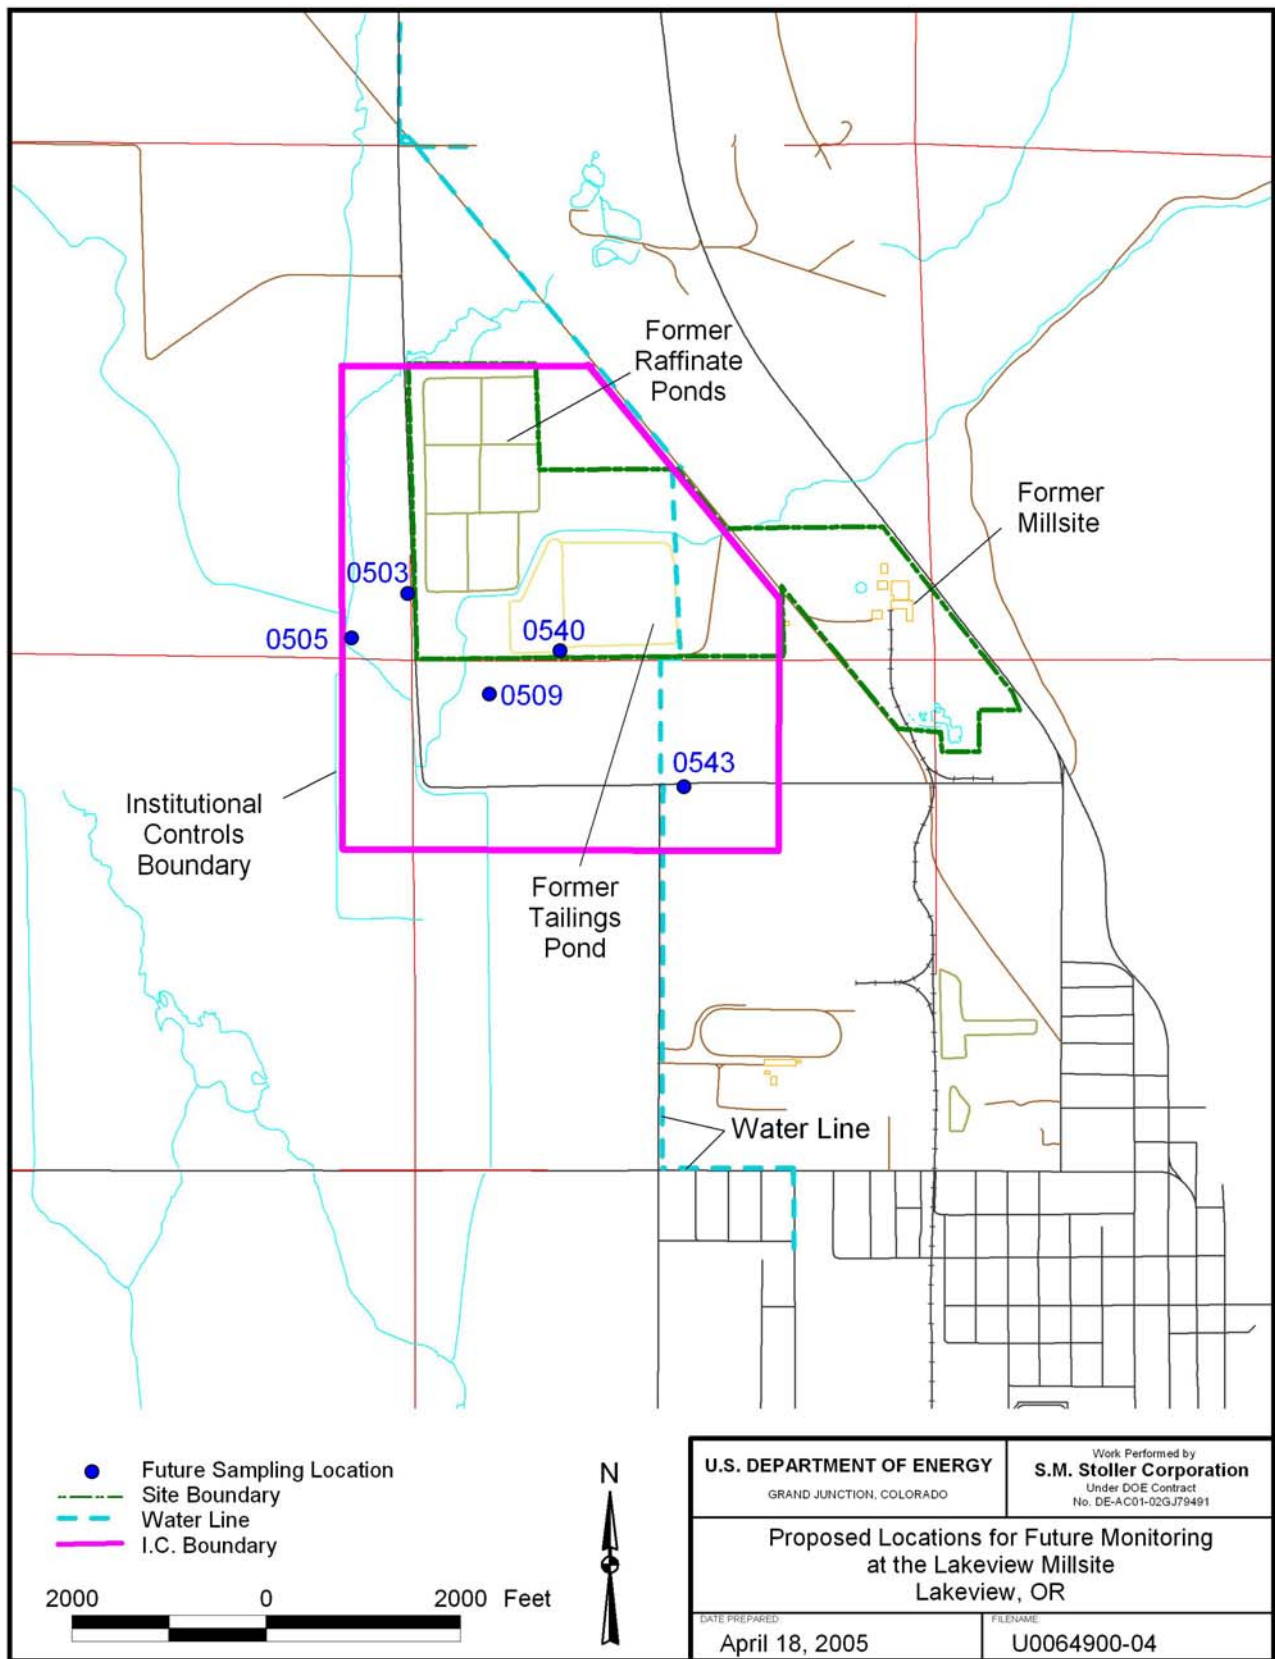 Former
Raffinate
Ponds
Former
Millsite
0503
0505
0540
0509
0543
Institutional
Controls
Boundary
Former
Tailings
Pond
Water Line
Future Sampling Location
Site Boundary
Water Line
I.C. Boundary
N
2000 0 2000 Feet
U.S. DEPARTMENT OF ENERGY
GRAND JUNCTION, COLORADO
Work Performed by
S.M. Stoller Corporation
Under DOE Contract
No. DE-AC01-02GJ79491
Proposed Locations for Future Monitoring
at the Lakeview Millsite
Lakeview, OR
DATE PREPARED:
April 18, 2005
FILENAME:
U0064900-04